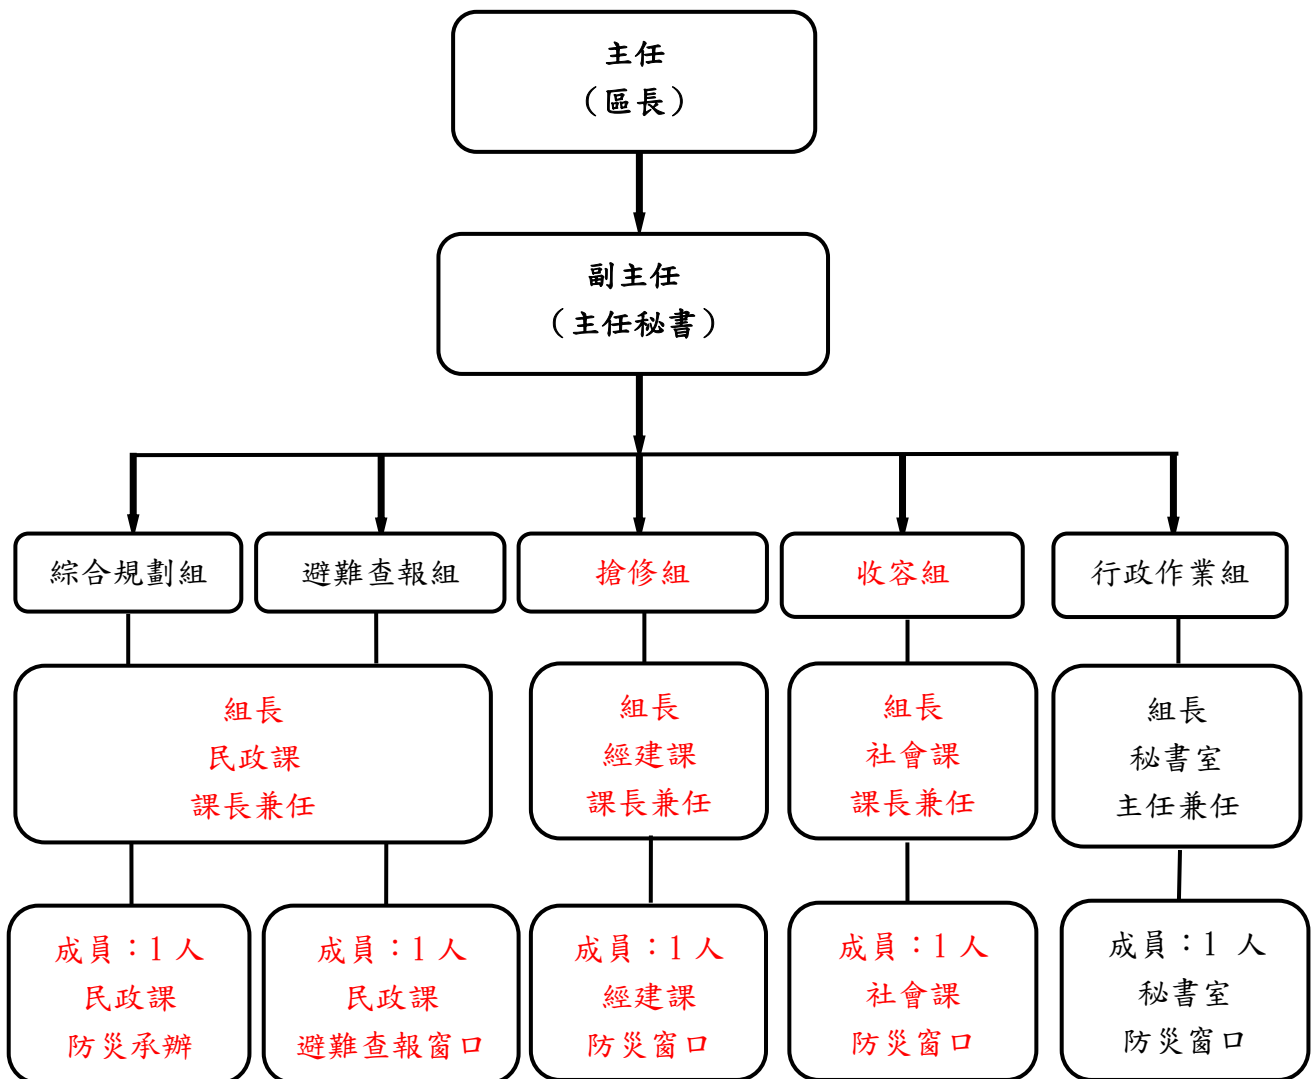 主任
（區長）
副主任
（主任秘書）
綜合規劃組
避難查報組
搶修組
收容組
行政作業組
組長
民政課
課長兼任
組長
經建課
課長兼任
組長
社會課
課長兼任
組長
秘書室
主任兼任
成員：1 人
民政課
防災承辦
成員：1 人
民政課
避難查報窗口
成員：1 人
經建課
防災窗口
成員：1 人
社會課
防災窗口
成員：1 人
秘書室
防災窗口